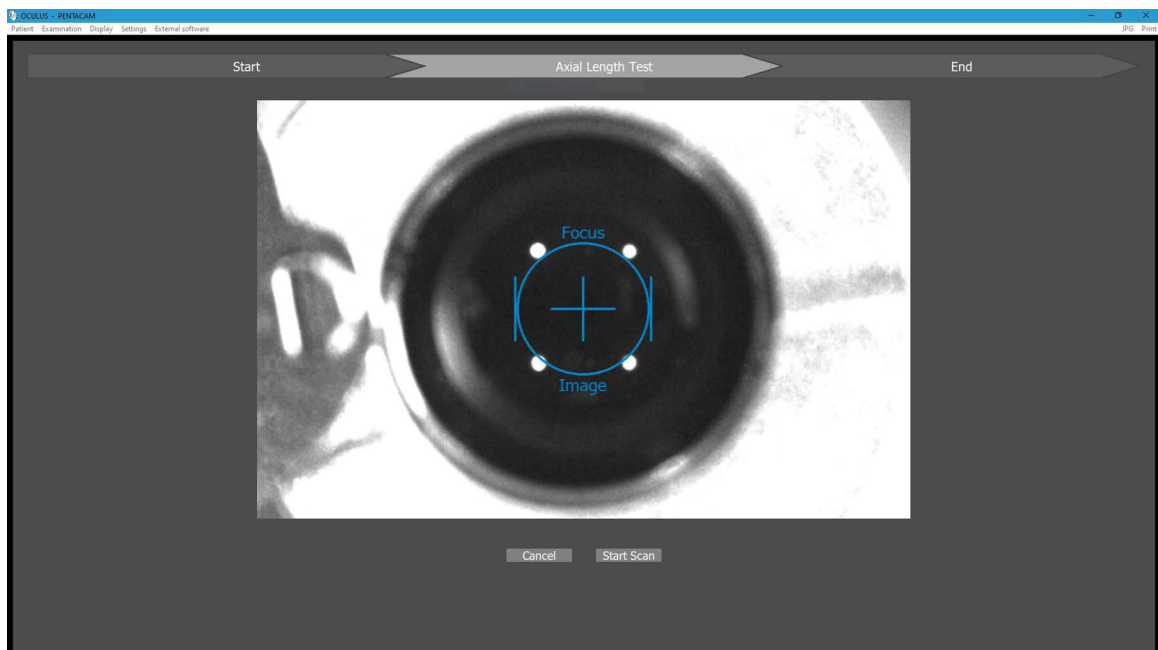 OCULUS - PENTACAM
Patient Examination Display Settings External software JPG Print
Start Axial Length Test End
Focus
Image
Cancel Start Scan